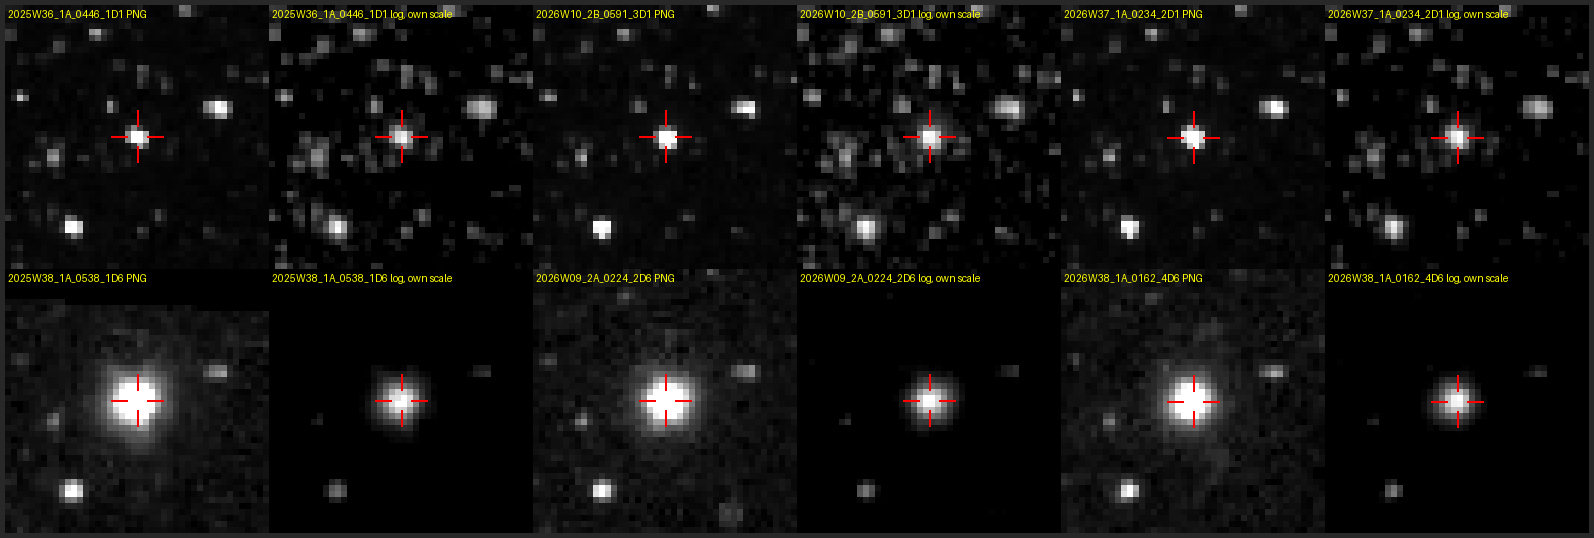 2025W36_1A_0446_1D1 PNG
2025W36_1A_0446_1D1 log, own scale
2026W10_2B_0591_3D1 PNG
2026W10_2B_0591_3D1 log, own scale
2026W37_1A_0234_2D1 PNG
2026W37_1A_0234_2D1 log, own scale
2025W38_1A_0538_1D6 PNG
2025W38_1A_0538_1D6 log, own scale
2026W09_2A_0224_2D6 PNG
2026W09_2A_0224_2D6 log, own scale
2026W38_1A_0162_4D6 PNG
2026W38_1A_0162_4D6 log, own scale